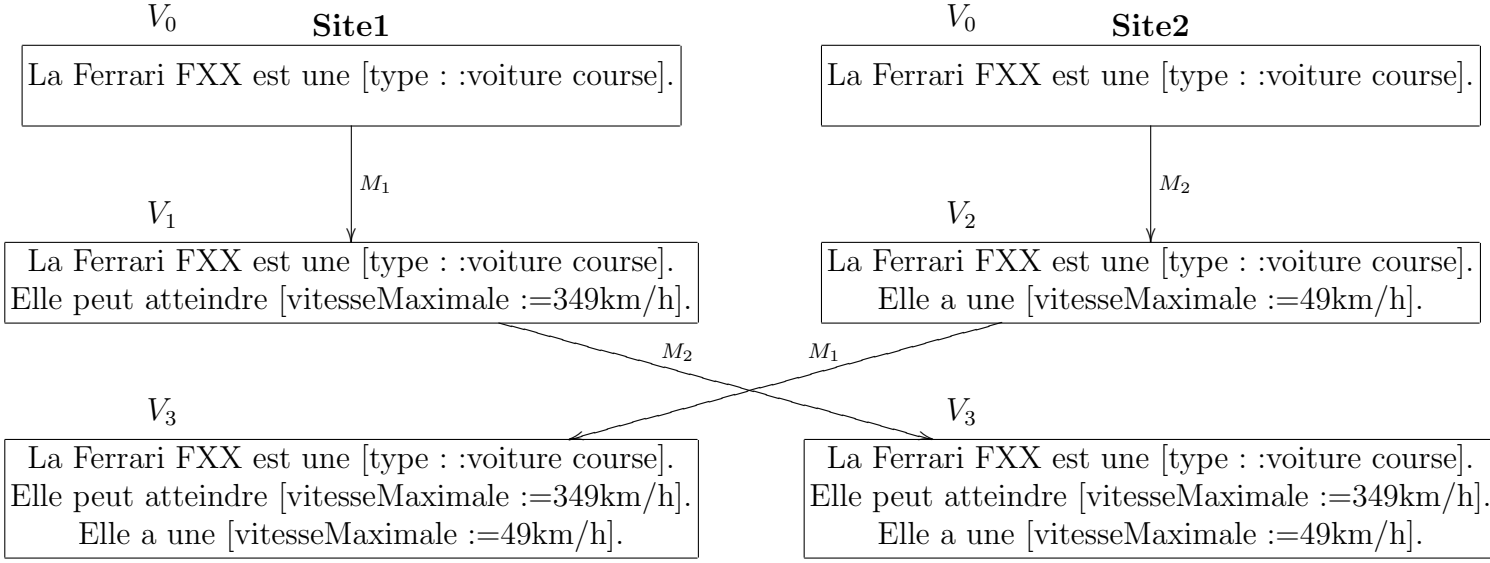 V0
Site1
La Ferrari FXX est une [type : :voiture course].
M1
V1
La Ferrari FXX est une [type : :voiture course].
Elle peut atteindre [vitesseMaximale :=349km/h].
M2
V3
La Ferrari FXX est une [type : :voiture course].
Elle peut atteindre [vitesseMaximale :=349km/h].
Elle a une [vitesseMaximale :=49km/h].
V0
Site2
La Ferrari FXX est une [type : :voiture course].
M2
V2
La Ferrari FXX est une [type : :voiture course].
Elle a une [vitesseMaximale :=49km/h].
M1
V3
La Ferrari FXX est une [type : :voiture course].
Elle peut atteindre [vitesseMaximale :=349km/h].
Elle a une [vitesseMaximale :=49km/h].